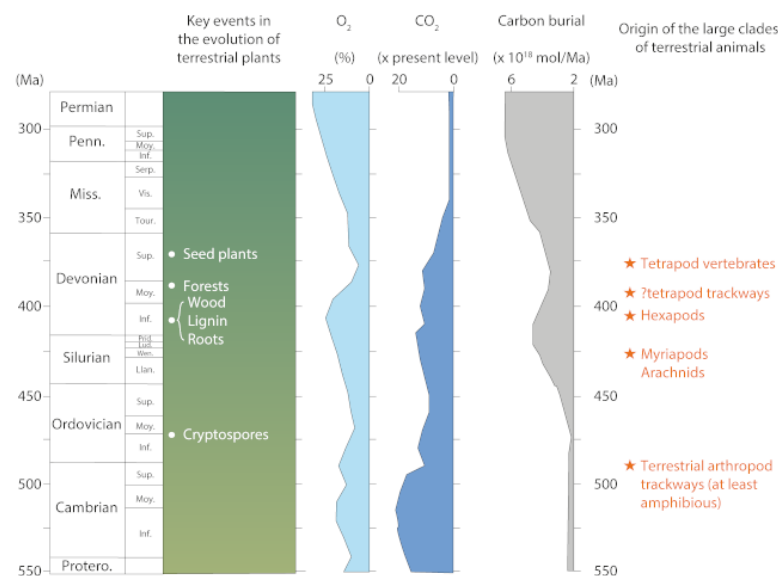 Key events in
the evolution of
terrestrial plants
O2
(%)
CO2
(x present level)
Carbon burial
(x 10^18 mol/Ma)
Origin of the large clades
of terrestrial animals
(Ma)
25 0
20 0
6 2
(Ma)
Permian
300
Penn.
Sup.
Moy.
Inf.
300
Miss.
Serp.
Vis.
Tour.
350
350
Devonian
Sup.
Moy.
Inf.
400
Seed plants
Forests
Wood
Lignin
Roots
Tetrapod vertebrates
?tetrapod trackways
400
Hexapods
Silurian
Prid.
Lud.
Wen.
Llan.
Myriapods
Arachnids
450
450
Ordovician
Sup.
Moy.
Inf.
Cryptospores
Terrestrial arthropod
trackways (at least
amphibious)
500
500
Cambrian
Sup.
Moy.
Inf.
550
Protero.
550